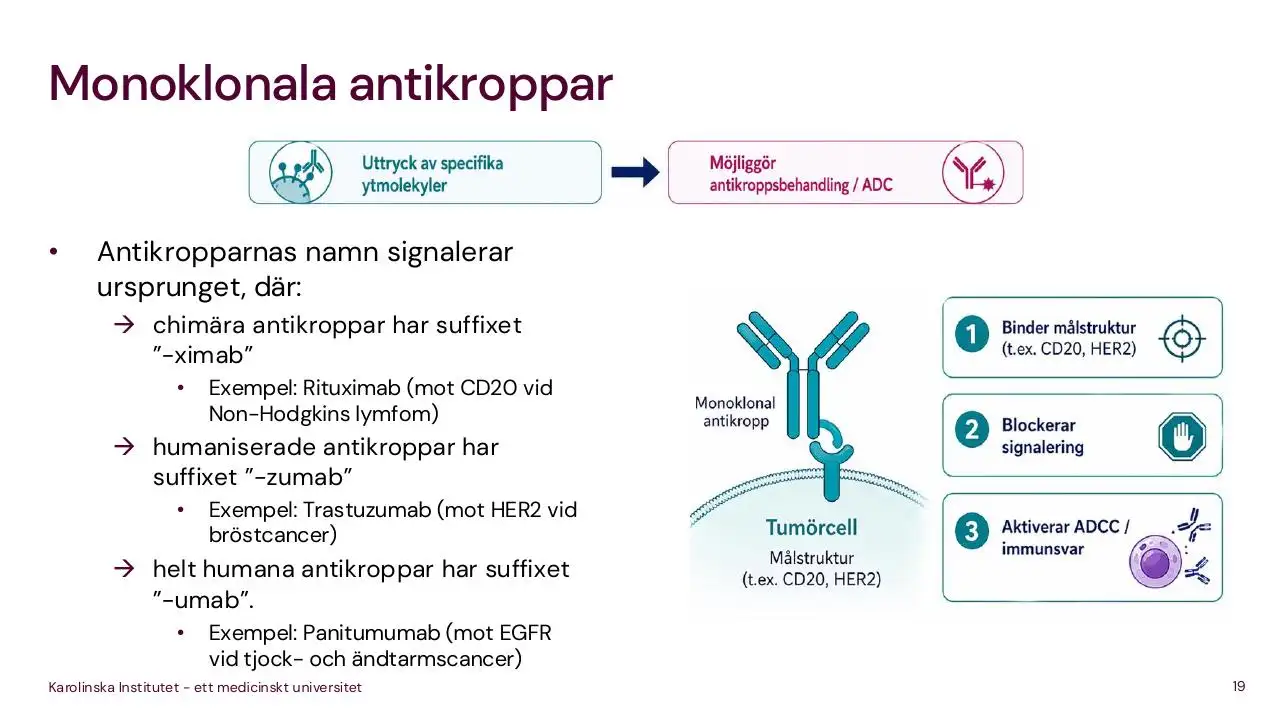 Monoklonala antikroppar
Uttryck av specifika
ytmolekyler
Möjliggör
antikroppsbehandling / ADC
• Antikropparnas namn signalerar
ursprunget, där:
→ chimära antikroppar har suffixet
”-ximab”
• Exempel: Rituximab (mot CD20 vid
Non-Hodgkins lymfom)
→ humaniserade antikroppar har
suffixet ”-zumab”
• Exempel: Trastuzumab (mot HER2 vid
bröstcancer)
→ helt humana antikroppar har suffixet
”-umab”.
• Exempel: Panitumumab (mot EGFR
vid tjock- och ändtarmscancer)
Monoklonal
antikropp
Tumörcell
Målstruktur
(t.ex. CD20, HER2)
1 Binder målstruktur
(t.ex. CD20, HER2)
2 Blockerar
signalering
3 Aktiverar ADCC /
immunsvar
Karolinska Institutet - ett medicinskt universitet
19